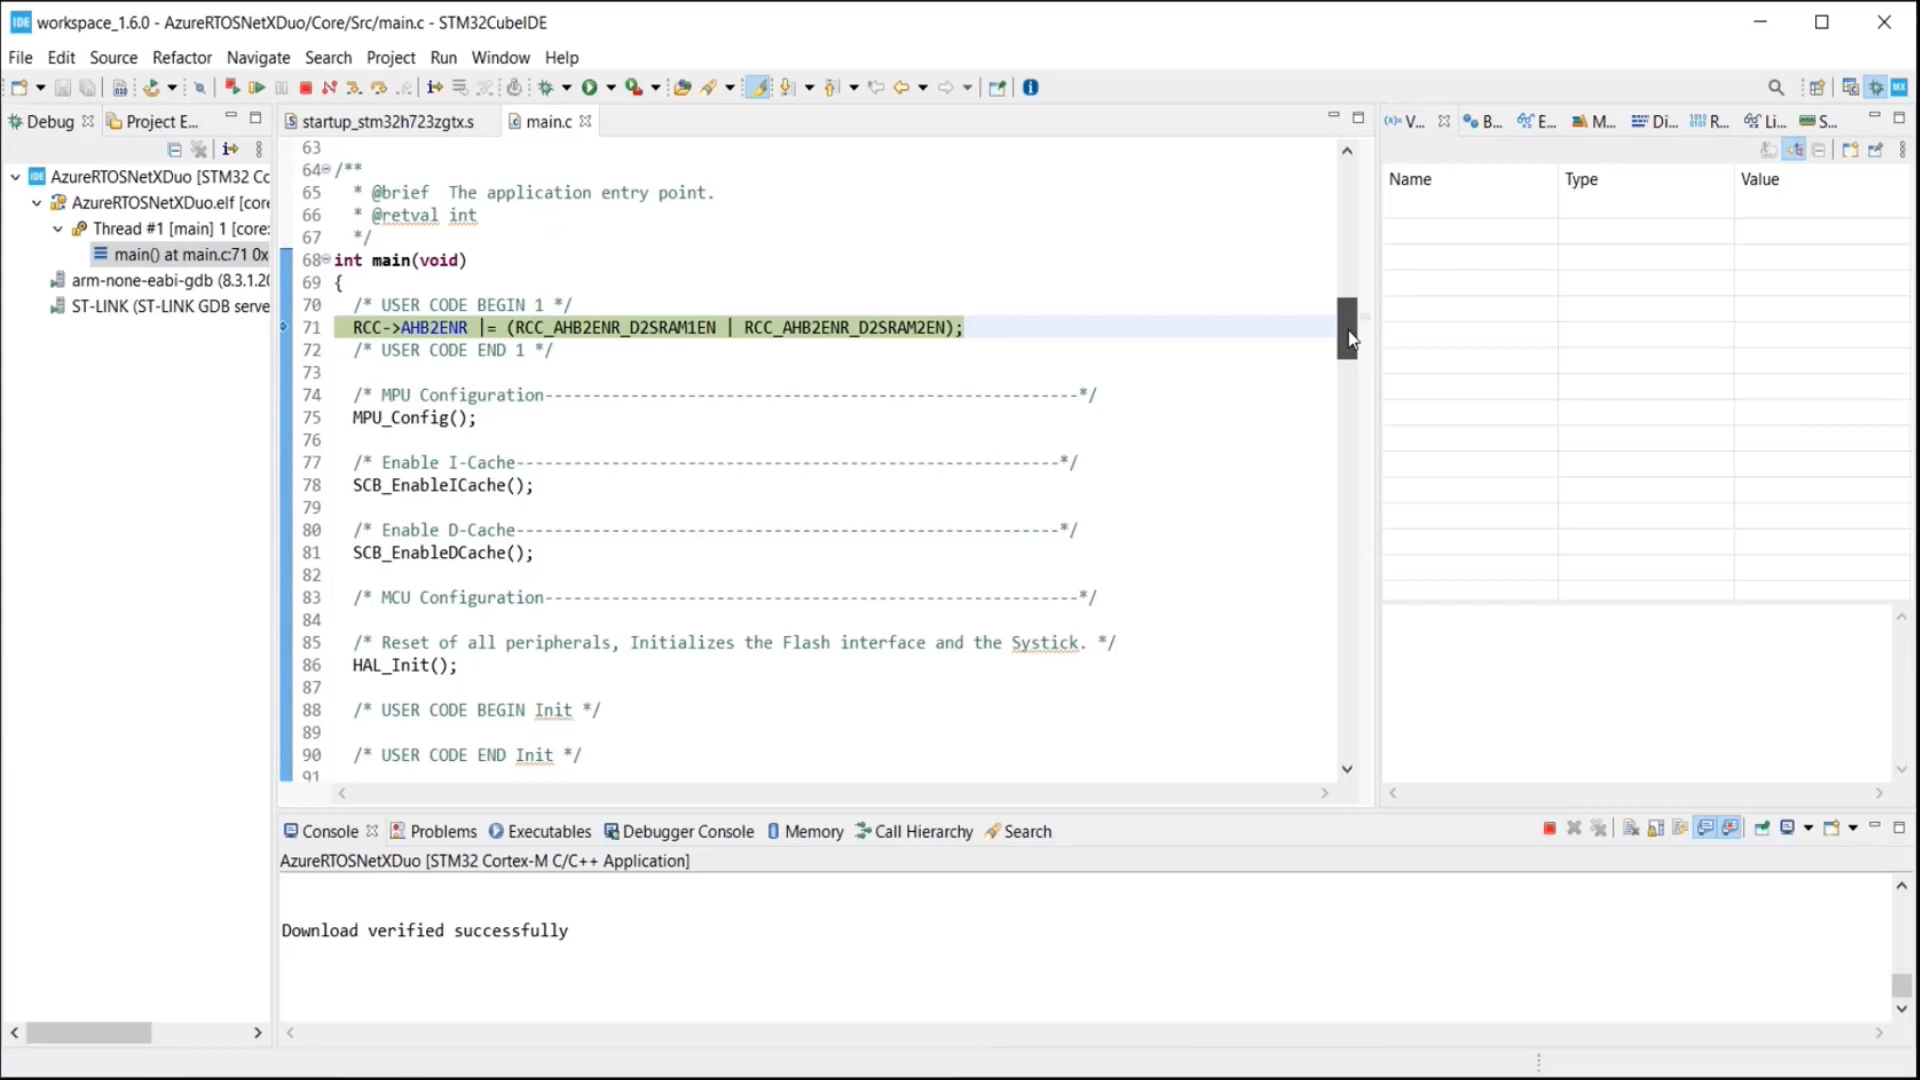 IDE workspace_1.6.0 - AzureRTOSNetXDuo/Core/Src/main.c - STM32CubeIDE
File Edit Source Refactor Navigate Search Project Run Window Help
Debug Project E...
AzureRTOSNetXDuo [STM32 Co
AzureRTOSNetXDuo.elf [core
Thread #1 [main] 1 [core:
main() at main.c:71 0x
arm-none-eabi-gdb (8.3.1.20
ST-LINK (ST-LINK GDB serve
startup_stm32h723zgtx.s main.c
63
64 /**
65 * @brief The application entry point.
66 * @retval int
67 */
68 int main(void)
69 {
70 /* USER CODE BEGIN 1 */
71 RCC->AHB2ENR |= (RCC_AHB2ENR_D2SRAM1EN | RCC_AHB2ENR_D2SRAM2EN);
72 /* USER CODE END 1 */
73
74 /* MPU Configuration--------------------------------------------------------*/
75 MPU_Config();
76
77 /* Enable I-Cache---------------------------------------------------------*/
78 SCB_EnableICache();
79
80 /* Enable D-Cache---------------------------------------------------------*/
81 SCB_EnableDCache();
82
83 /* MCU Configuration--------------------------------------------------------*/
84
85 /* Reset of all peripherals, Initializes the Flash interface and the Systick. */
86 HAL_Init();
87
88 /* USER CODE BEGIN Init */
89
90 /* USER CODE END Init */
91
(x)= V... B... E... M... Di... R... Li... S...
Name Type Value
Console Problems Executables Debugger Console Memory Call Hierarchy Search
AzureRTOSNetXDuo [STM32 Cortex-M C/C++ Application]
Download verified successfully